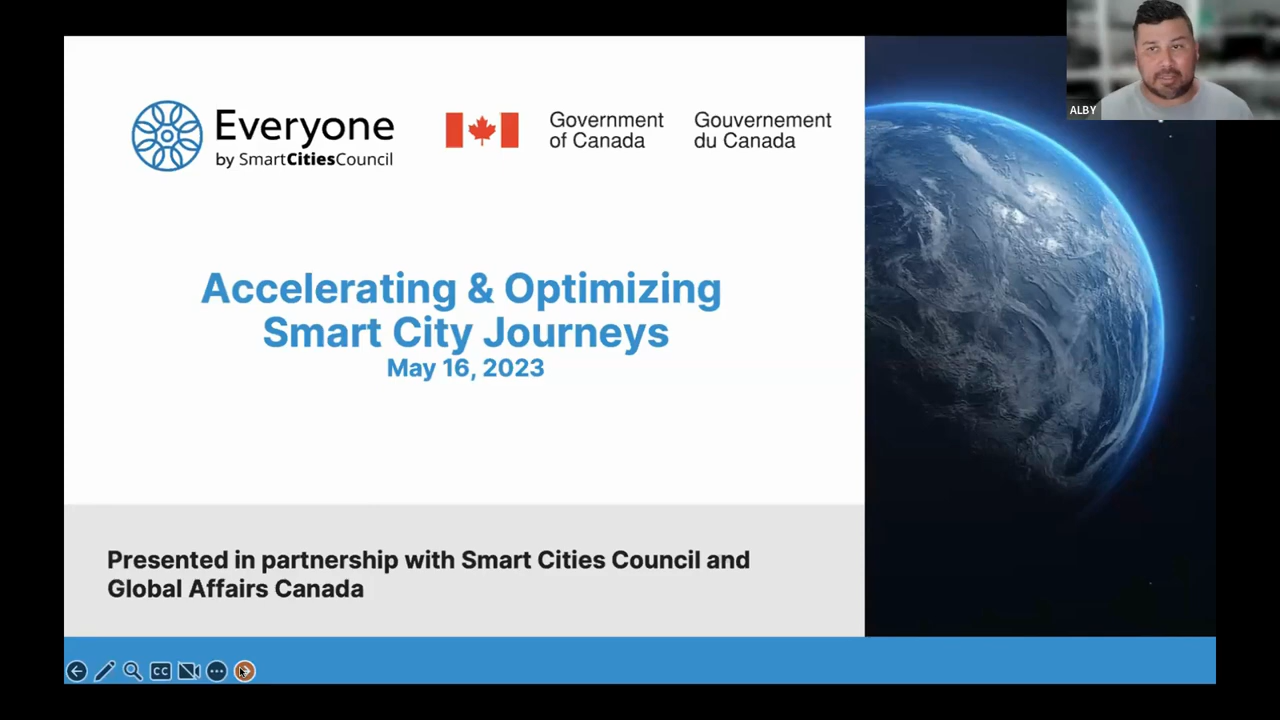 Everyone
by SmartCitiesCouncil
Government
of Canada
Gouvernement
du Canada
ALBY
Accelerating & Optimizing
Smart City Journeys
May 16, 2023
Presented in partnership with Smart Cities Council and
Global Affairs Canada
CC